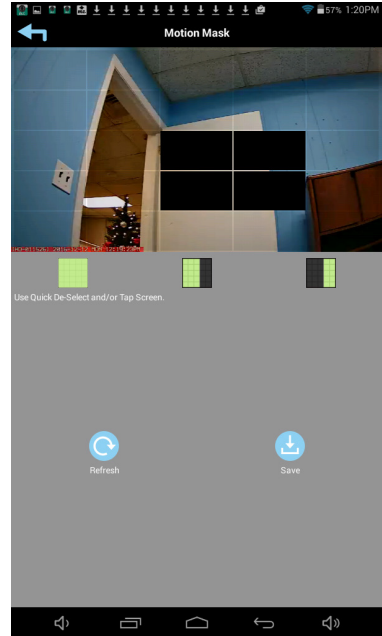 57% 1:20PM
Motion Mask
Use Quick De-Select and/or Tap Screen.
Refresh
Save